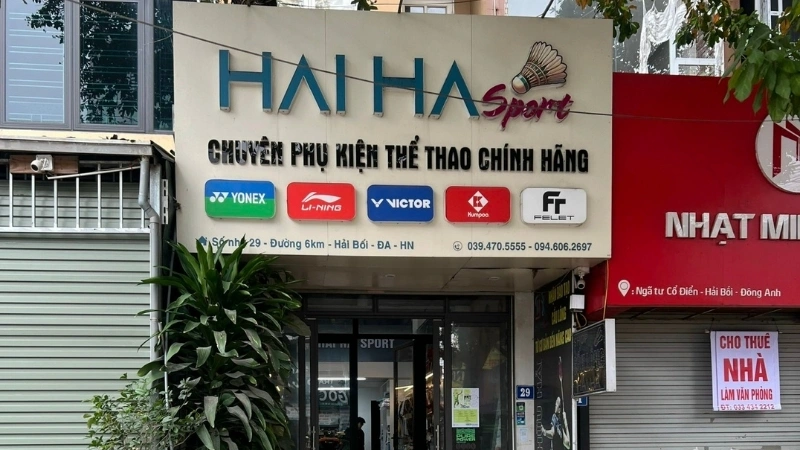 HAI HA
Sport
CHUYÊN PHỤ KIỆN THỂ THAO CHÍNH HÃNG
YONEX
LI-NING
VICTOR
Kumpoo
FT
FELET
Số nhà 29 - Đường 6km - Hải Bối - ĐA - HN
039.470.5555 - 094.606.2697
NHẬT
: Ngã tư Cổ Điển - Hải Bối - Đông Anh
CHO THUÊ
NHÀ
LÀM VĂN PHÒNG
SPORT
29